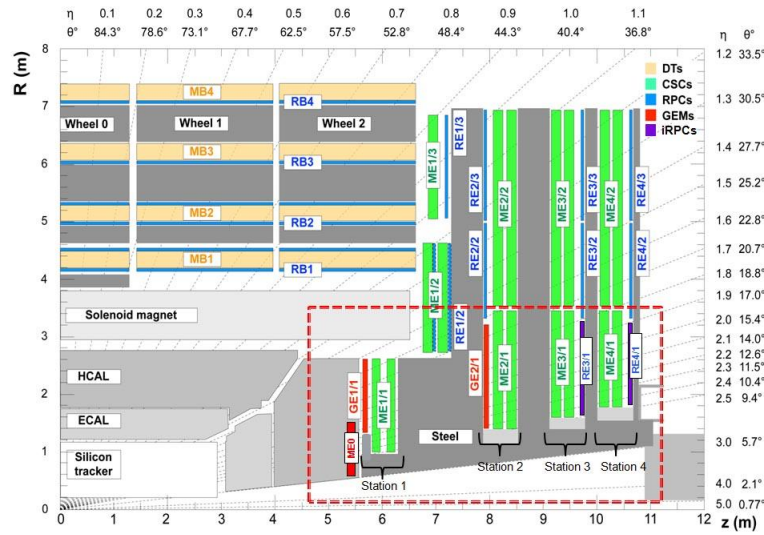 η 0.1 0.2 0.3 0.4 0.5 0.6 0.7 0.8 0.9 1.0 1.1 η θ°
θ° 84.3° 78.6° 73.1° 67.7° 62.5° 57.5° 52.8° 48.4° 44.3° 40.4° 36.8°
R (m)
8
7
6
5
4
3
2
1
0
1.2 33.5°
1.3 30.5°
1.4 27.7°
1.5 25.2°
1.6 22.8°
1.7 20.7°
1.8 18.8°
1.9 17.0°
2.0 15.4°
2.1 14.0°
2.2 12.6°
2.3 11.5°
2.4 10.4°
2.5 9.4°
3.0 5.7°
4.0 2.1°
5.0 0.77°
DTs
CSCs
RPCs
GEMs
iRPCs
MB4
RB4
Wheel 0 Wheel 1 Wheel 2
MB3
RB3
MB2
RB2
MB1
RB1
Solenoid magnet
HCAL
ECAL
Silicon
tracker
Steel
ME1/3
RE1/3
ME1/2
RE1/2
GE1/1
ME1/1
ME0
RE2/3
RE2/2
GE2/1
ME2/2
ME2/1
ME3/2
ME3/1
RE3/3
RE3/2
RE3/1
ME4/2
ME4/1
RE4/3
RE4/2
RE4/1
Station 1
Station 2
Station 3
Station 4
0 1 2 3 4 5 6 7 8 9 10 11 12 z (m)